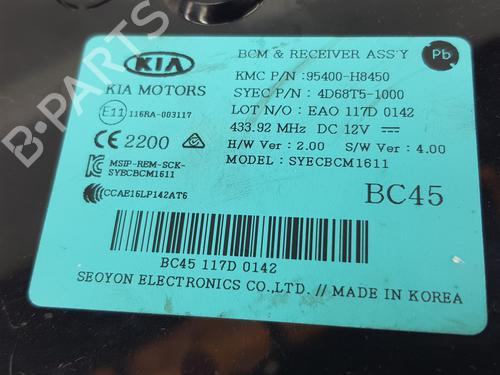 B-PARTS
KIA
KIA MOTORS
E11 116RA-003117
CE 2200
MSIP-REM-SCK-
SYECBCM1611
CCAE16LP142AT6
BCM & RECEIVER ASS'Y
Pb
KMC P/N :95400-H8450
SYEC P/N : 4D68T5-1000
LOT N/O : EAO 117D 0142
433.92 MHz DC 12V
H/W Ver : 2.00 S/W Ver : 4.00
MODEL: SYECBCM1611
BC45
BC45 117D 0142
SEOYON ELECTRONICS CO.,LTD. // MADE IN KOREA